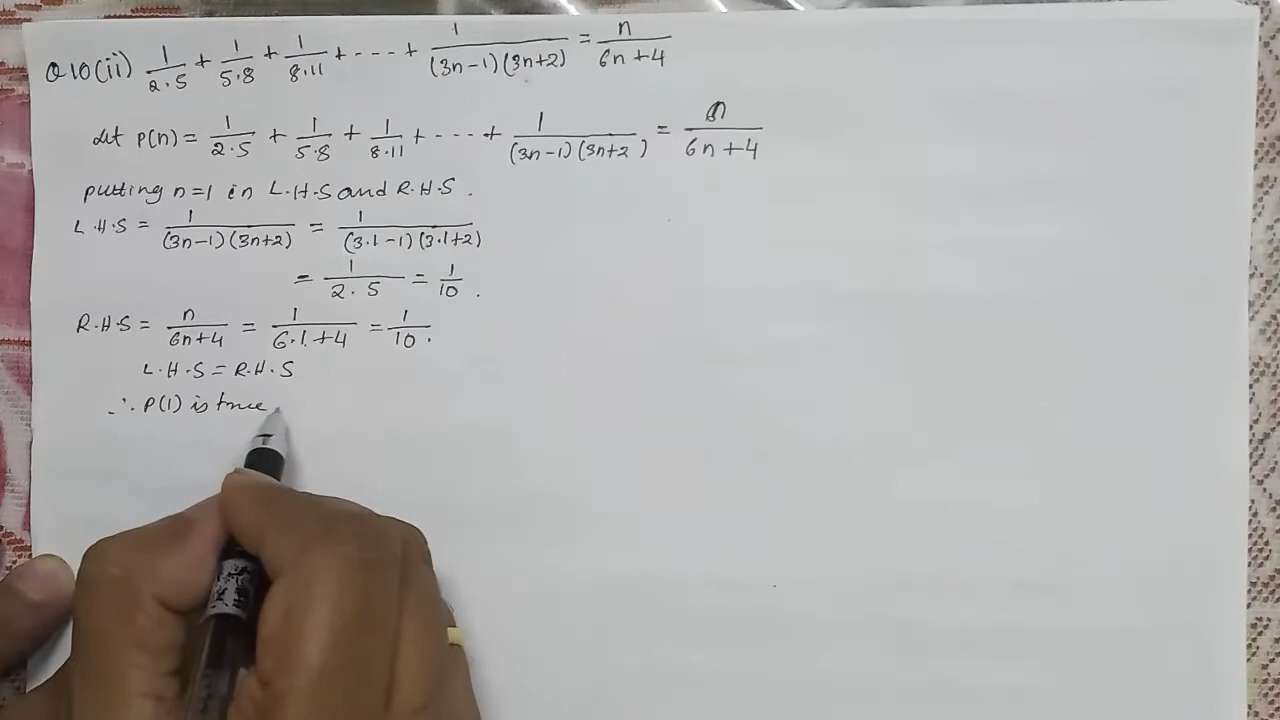 Q10(ii) 1/2·5 + 1/5·8 + 1/8·11 + ---- + 1/(3n-1)(3n+2) = n/6n+4
Let P(n) = 1/2·5 + 1/5·8 + 1/8·11 + ---- + 1/(3n-1)(3n+2) = n/6n+4
putting n=1 in L.H.S and R.H.S.
L.H.S = 1/(3n-1)(3n+2) = 1/(3·1-1)(3·1+2)
= 1/2·5 = 1/10.
R.H.S = n/6n+4 = 1/6·1+4 = 1/10.
L.H.S = R.H.S
∴ P(1) is true